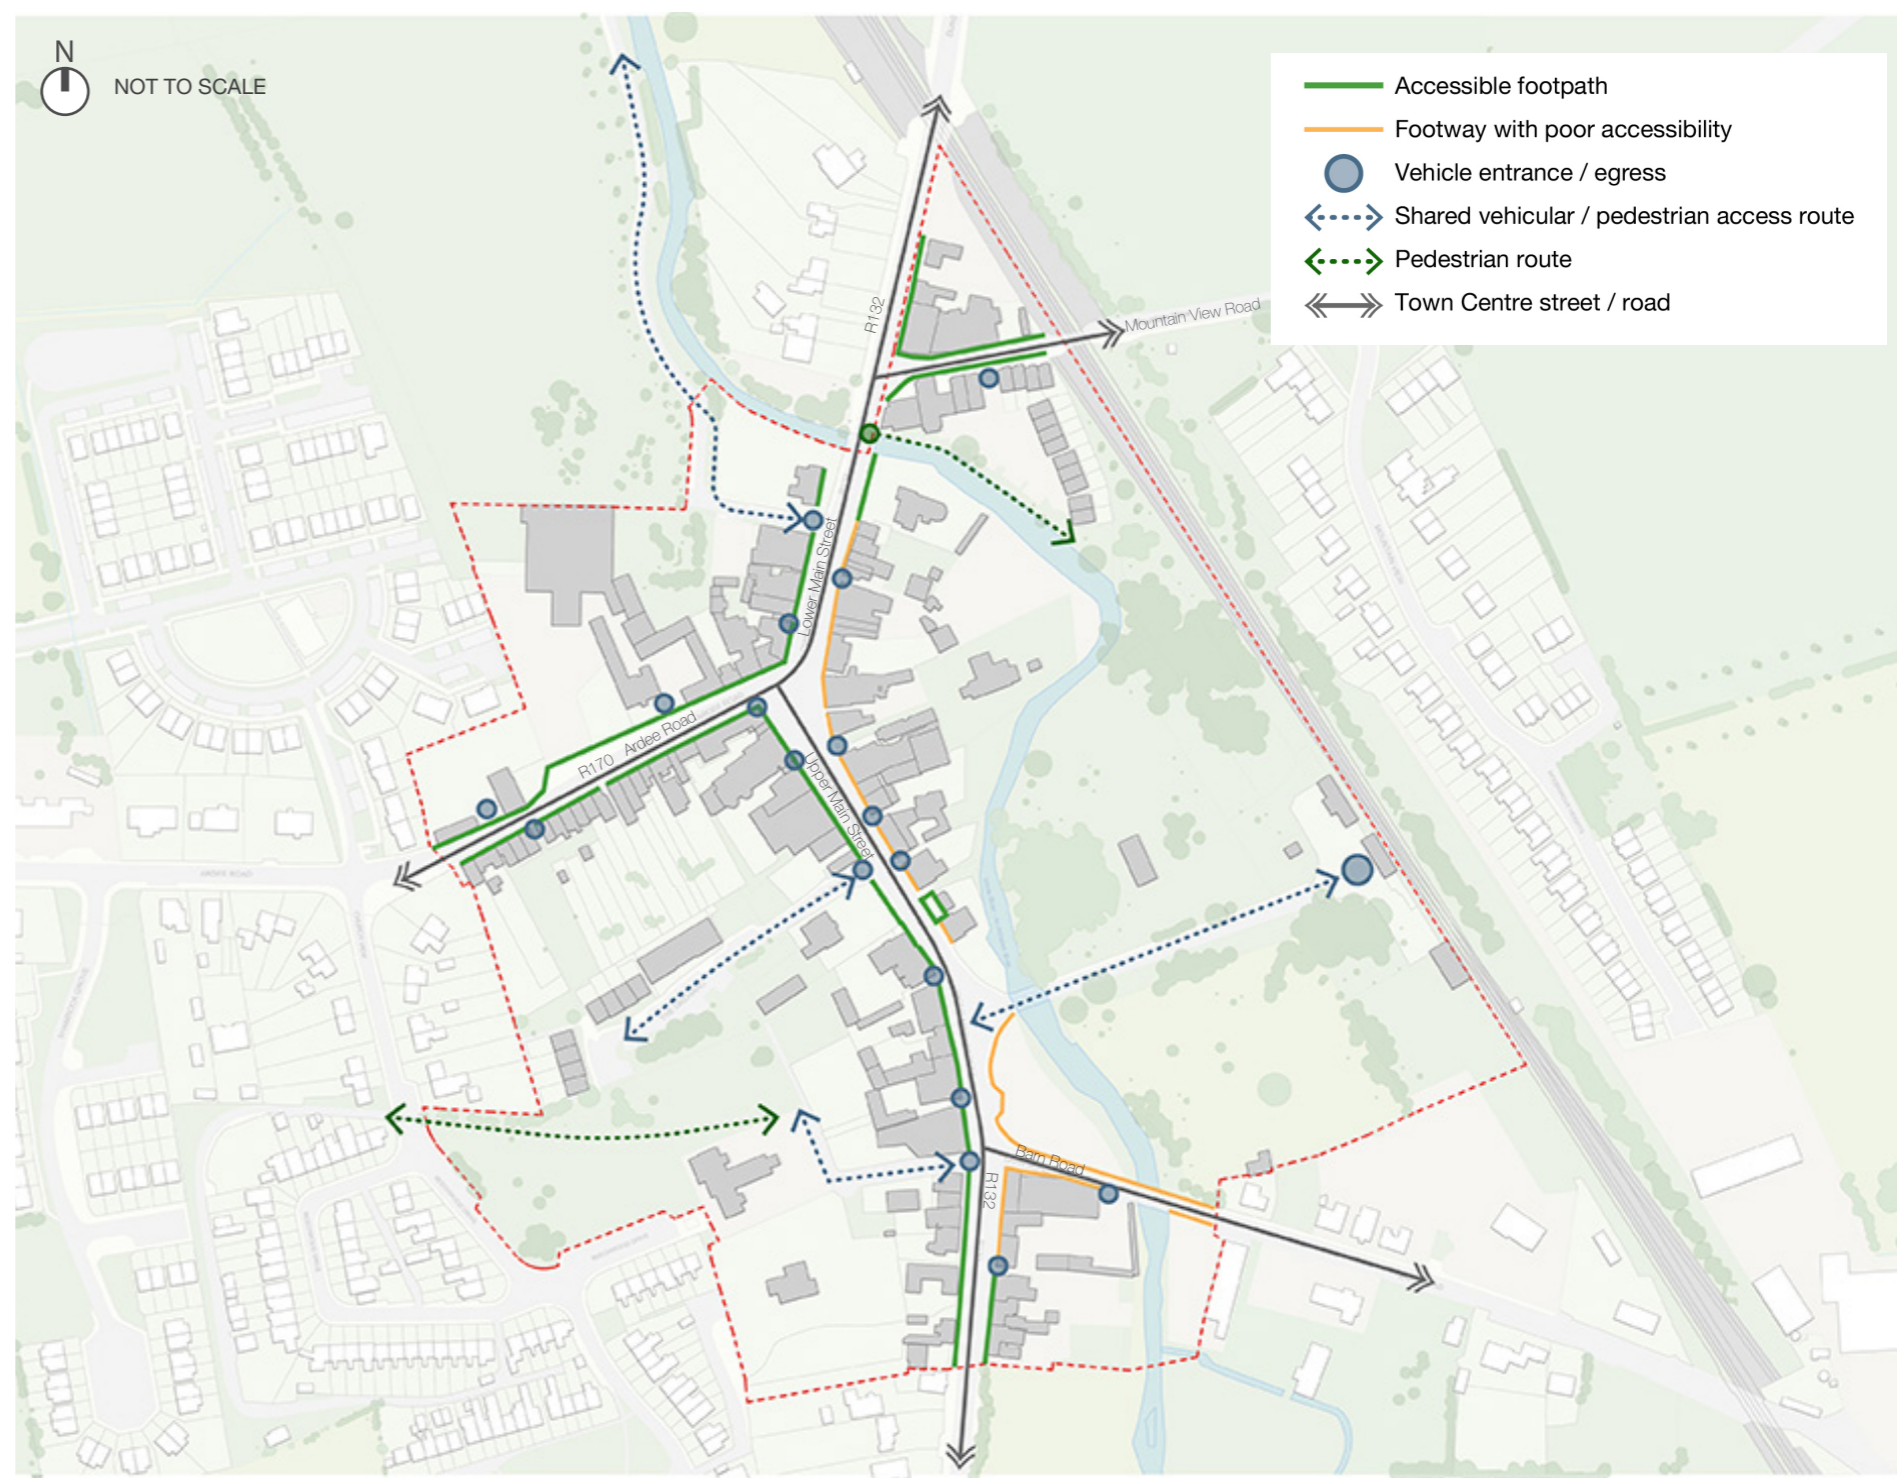 N
NOT TO SCALE
Accessible footpath
Footway with poor accessibility
Vehicle entrance / egress
Shared vehicular / pedestrian access route
Pedestrian route
Town Centre street / road
R132
Mountain View Road
Lower Main Street
R170 Ardee Road
Upper Main Street
Barn Road
R132